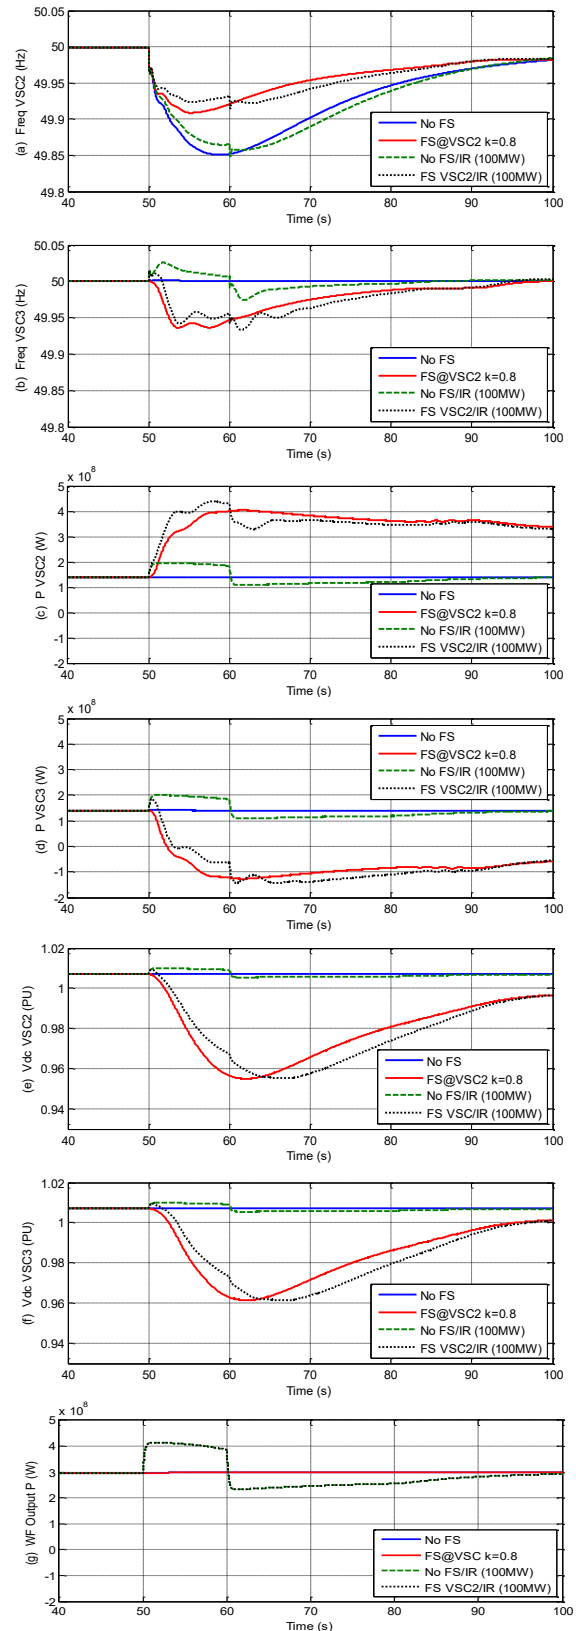 50.05
50
49.95
49.9
49.85
49.8
(a) Freq VSC2 (Hz)
No FS
FS@VSC2 k=0.8
No FS/IR (100MW)
FS VSC2/IR (100MW)
40 50 60 70 80 90 100
Time (s)
50.05
50
49.95
49.9
49.85
49.8
(b) Freq VSC3 (Hz)
No FS
FS@VSC2 k=0.8
No FS/IR (100MW)
FS VSC2/IR (100MW)
40 50 60 70 80 90 100
Time (s)
x 10^8
5
4
3
2
1
0
-1
-2
(c) P VSC2 (W)
No FS
FS@VSC2 k=0.8
No FS/IR (100MW)
FS VSC2/IR (100MW)
40 50 60 70 80 90 100
Time (s)
x 10^8
5
4
3
2
1
0
-1
-2
(d) P VSC3 (W)
No FS
FS@VSC2 k=0.8
No FS/IR (100MW)
FS VSC2/IR (100MW)
40 50 60 70 80 90 100
Time (s)
1.02
1
0.98
0.96
0.94
(e) Vdc VSC2 (PU)
No FS
FS@VSC2 k=0.8
No FS/IR (100MW)
FS VSC/IR (100MW)
40 50 60 70 80 90 100
Time (s)
1.02
1
0.98
0.96
0.94
(f) Vdc VSC3 (PU)
No FS
FS@VSC2 k=0.8
No FS/IR (100MW)
FS VSC2/IR (100MW)
40 50 60 70 80 90 100
Time (s)
x 10^8
5
4
3
2
1
0
-1
-2
(g) WF Output P (W)
No FS
FS@VSC k=0.8
No FS/IR (100MW)
FS VSC2/IR (100MW)
40 50 60 70 80 90 100
Time (s)